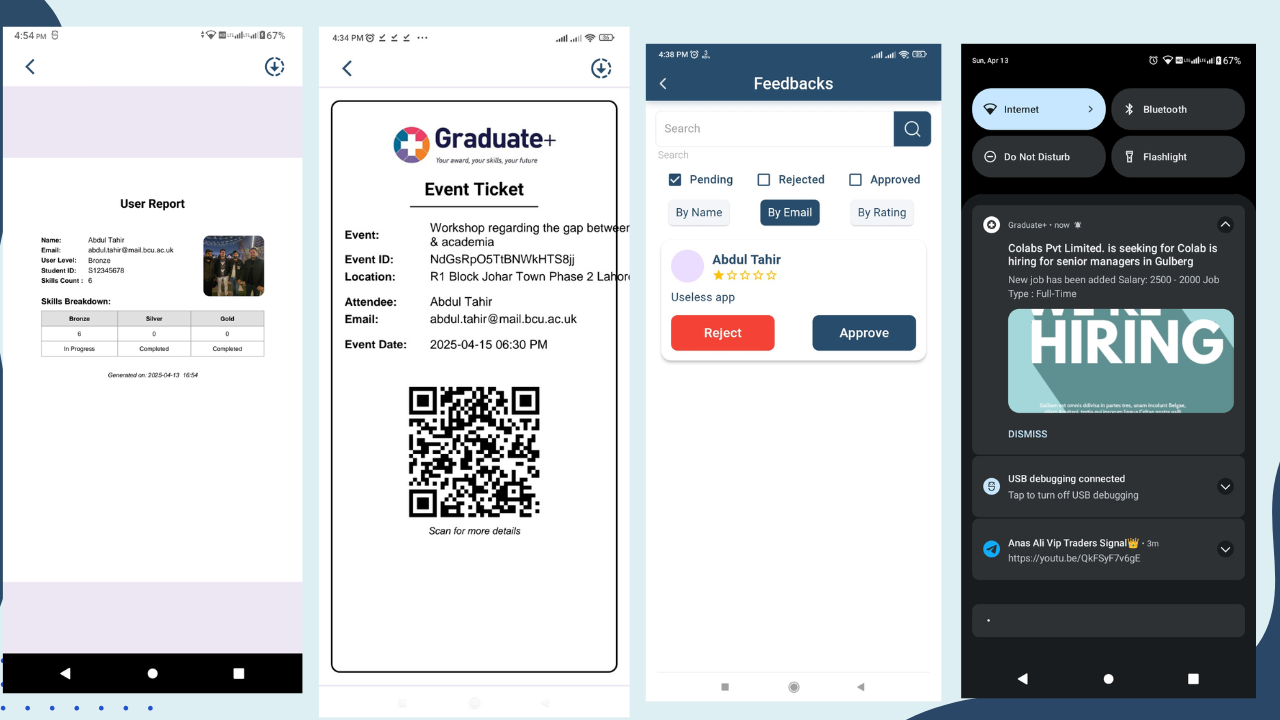 4:54 PM
67%
User Report
Name: Abdul Tahir
Email: abdul.tahir@mail.bcu.ac.uk
User Level: Bronze
Student ID: S12345678
Skills Count : 6
Skills Breakdown:
Bronze Silver Gold
6 0 0
In Progress Completed Completed
Generated on: 2025-04-13 16:54
4:34 PM
36
Graduate+
Your award, your skills, your future
Event Ticket
Event: Workshop regarding the gap between
& academia
Event ID: NdGsRpO5TtBNWkHTS8jj
Location: R1 Block Johar Town Phase 2 Lahore
Attendee: Abdul Tahir
Email: abdul.tahir@mail.bcu.ac.uk
Event Date: 2025-04-15 06:30 PM
Scan for more details
4:38 PM
Feedbacks
Search
Search
Pending Rejected Approved
By Name By Email By Rating
Abdul Tahir
Useless app
Reject Approve
Sun, Apr 13
67%
Internet Bluetooth
Do Not Disturb Flashlight
Graduate+ • now
Colabs Pvt Limited. is seeking for Colab is
hiring for senior managers in Gulberg
New job has been added Salary: 2500 - 2000 Job
Type : Full-Time
WE'RE
HIRING
DISMISS
USB debugging connected
Tap to turn off USB debugging
Anas Ali Vip Traders Signal👑 • 3m
https://youtu.be/QkFSyF7v6gE